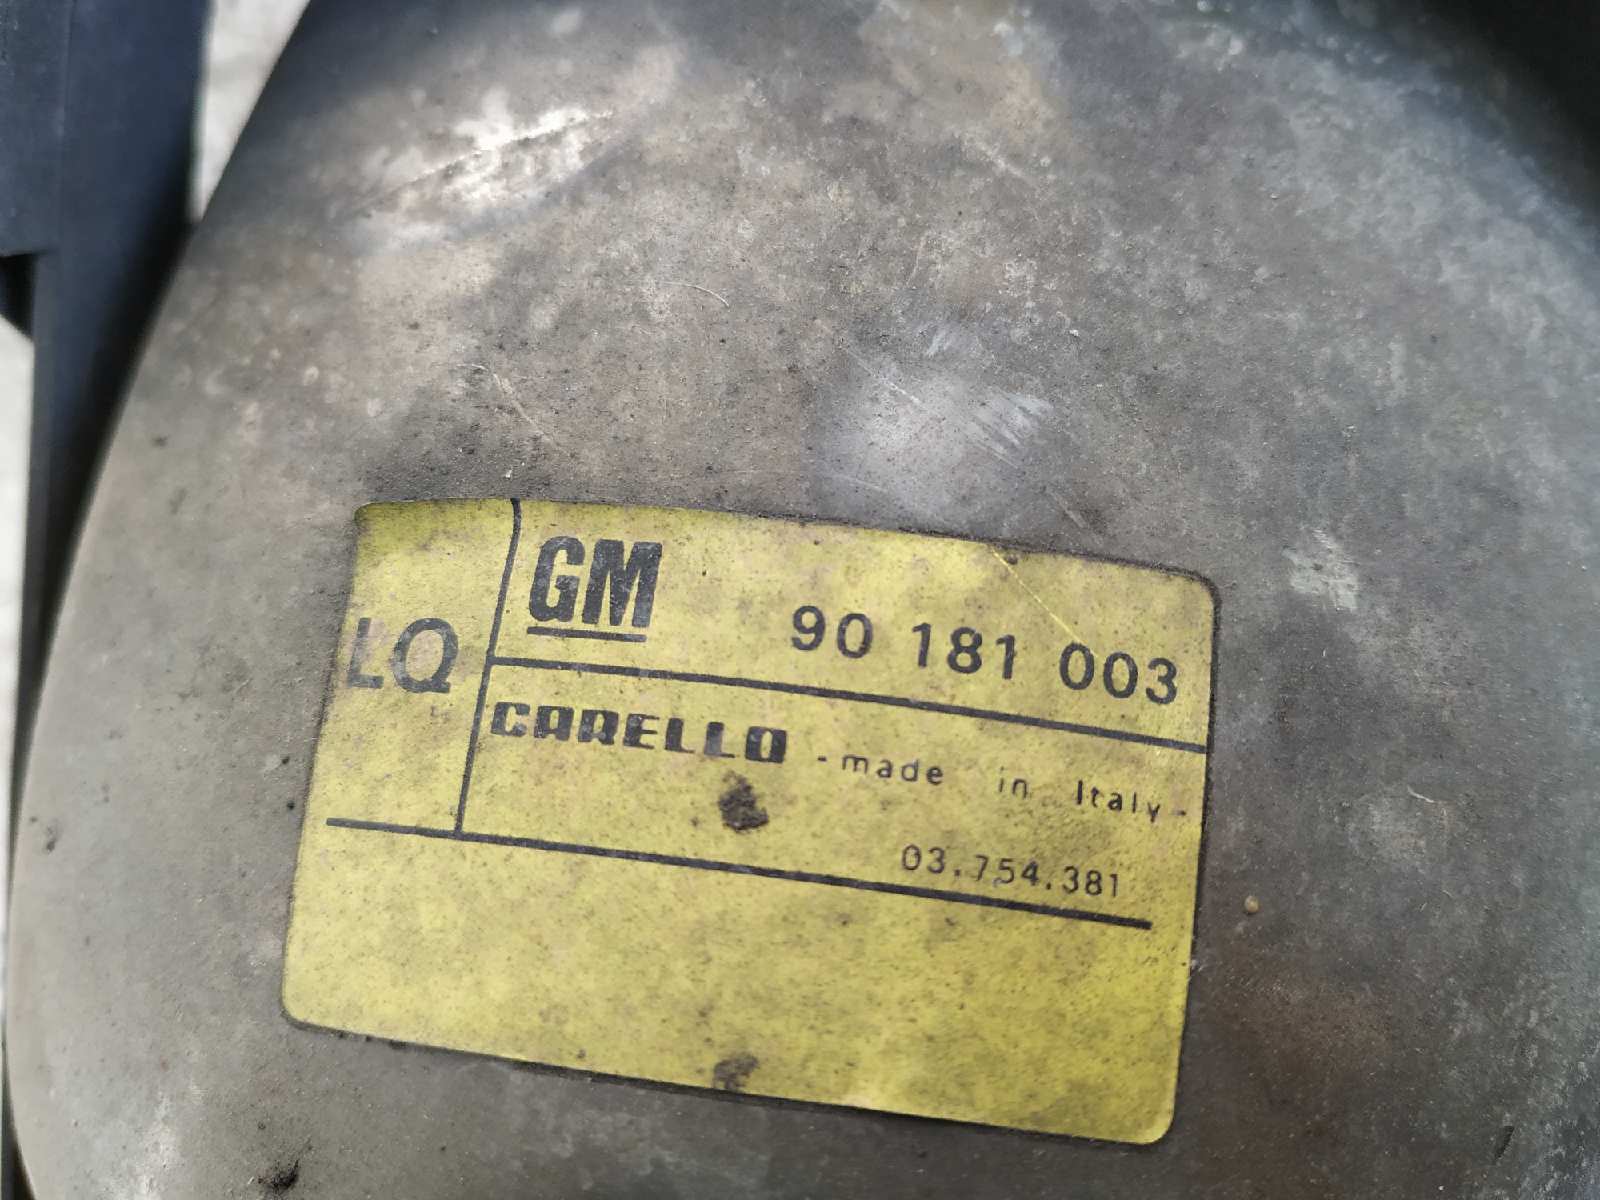 GM 90 181 003
LQ
CARELLO - made in Italy -
03.754.381